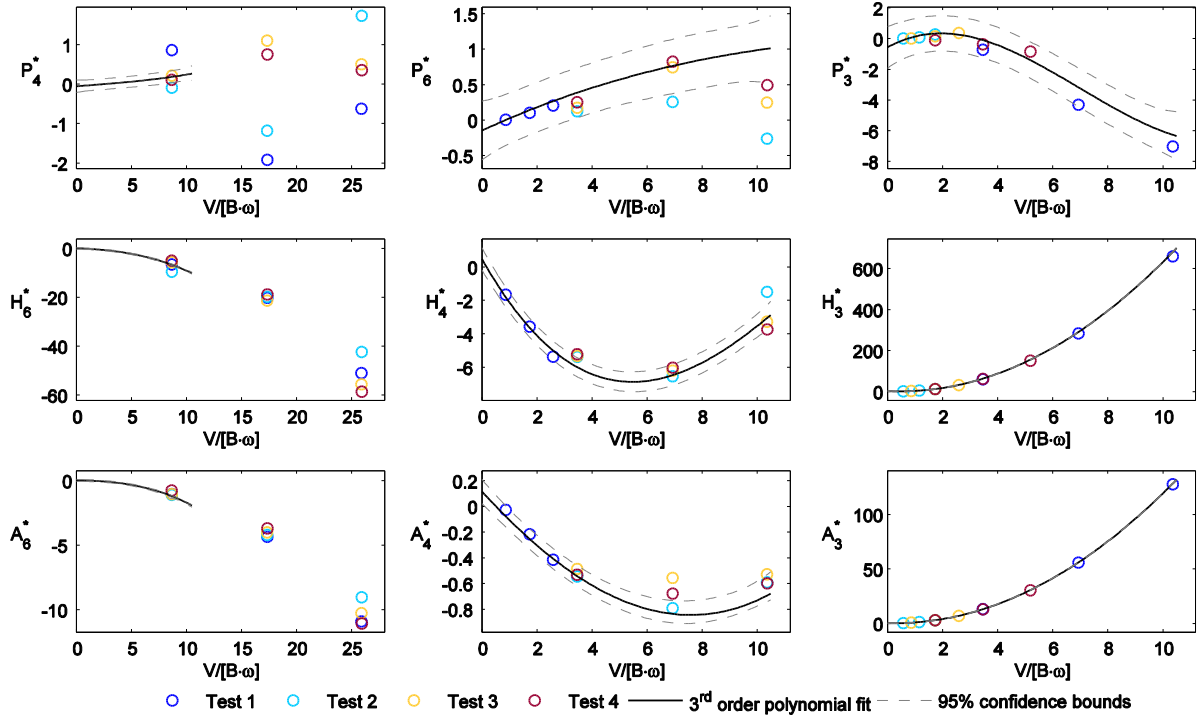 P4* 1 0 -1 -2 0 5 10 15 20 25 V/[B·ω]
P6* 1.5 1 0.5 0 -0.5 0 2 4 6 8 10 V/[B·ω]
P3* 2 0 -2 -4 -6 -8 0 2 4 6 8 10 V/[B·ω]
H6* 0 -20 -40 -60 0 5 10 15 20 25 V/[B·ω]
H4* 0 -2 -4 -6 0 2 4 6 8 10 V/[B·ω]
H3* 600 400 200 0 0 2 4 6 8 10 V/[B·ω]
A6* 0 -5 -10 0 5 10 15 20 25 V/[B·ω]
A4* 0.2 0 -0.2 -0.4 -0.6 -0.8 0 2 4 6 8 10 V/[B·ω]
A3* 100 50 0 0 2 4 6 8 10 V/[B·ω]
Test 1 Test 2 Test 3 Test 4 3rd order polynomial fit 95% confidence bounds